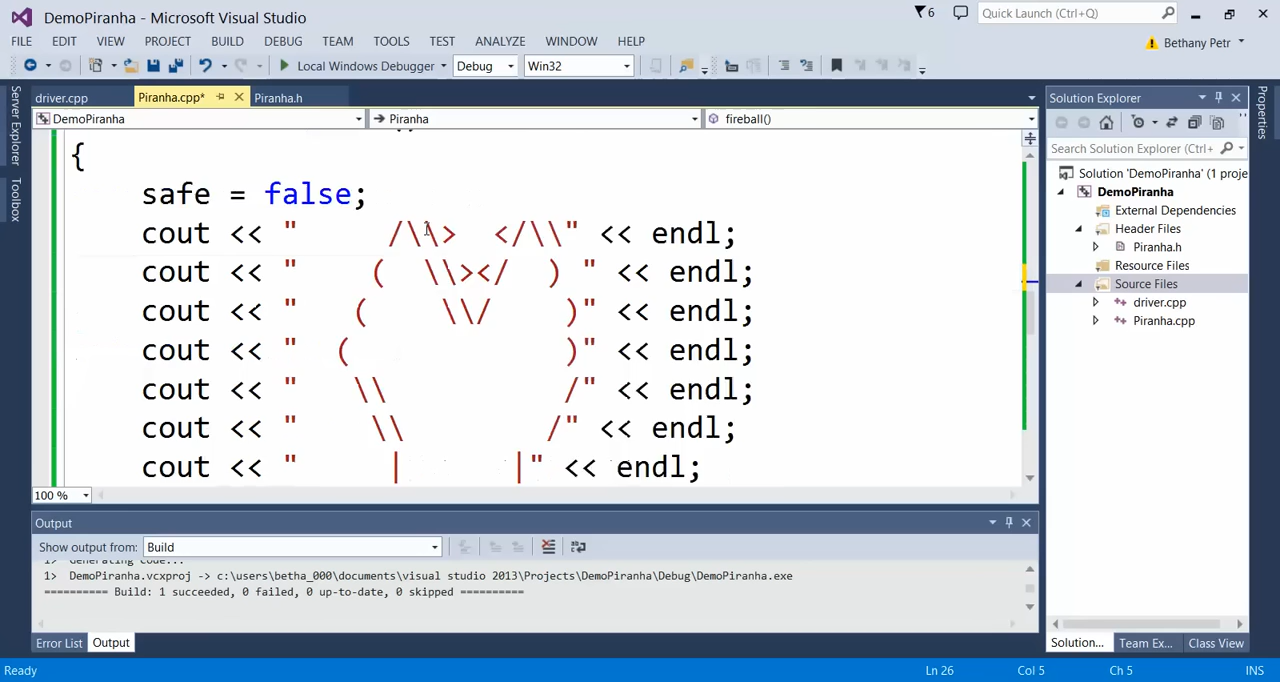 DemoPiranha - Microsoft Visual Studio
6
Quick Launch (Ctrl+Q)
FILE EDIT VIEW PROJECT BUILD DEBUG TEAM TOOLS TEST ANALYZE WINDOW HELP
Bethany Petr
Local Windows Debugger Debug Win32
Server Explorer
Toolbox
driver.cpp Piranha.cpp* Piranha.h
DemoPiranha Piranha fireball()
{
safe = false;
cout << "     /\\>  </\\" << endl;
cout << "    (  \\></  ) " << endl;
cout << "   (    \\/    )" << endl;
cout << "  (            )" << endl;
cout << "   \\         /" << endl;
cout << "    \\       /" << endl;
cout << "     |      |" << endl;
100 %
Output
Show output from: Build
1> Generating code...
1> DemoPiranha.vcxproj -> c:\users\betha_000\documents\visual studio 2013\Projects\DemoPiranha\Debug\DemoPiranha.exe
========== Build: 1 succeeded, 0 failed, 0 up-to-date, 0 skipped ==========
Error List Output
Solution Explorer
Search Solution Explorer (Ctrl+
Solution 'DemoPiranha' (1 proje
DemoPiranha
External Dependencies
Header Files
Piranha.h
Resource Files
Source Files
driver.cpp
Piranha.cpp
Solution... Team Ex... Class View
Properties
Ready Ln 26 Col 5 Ch 5 INS